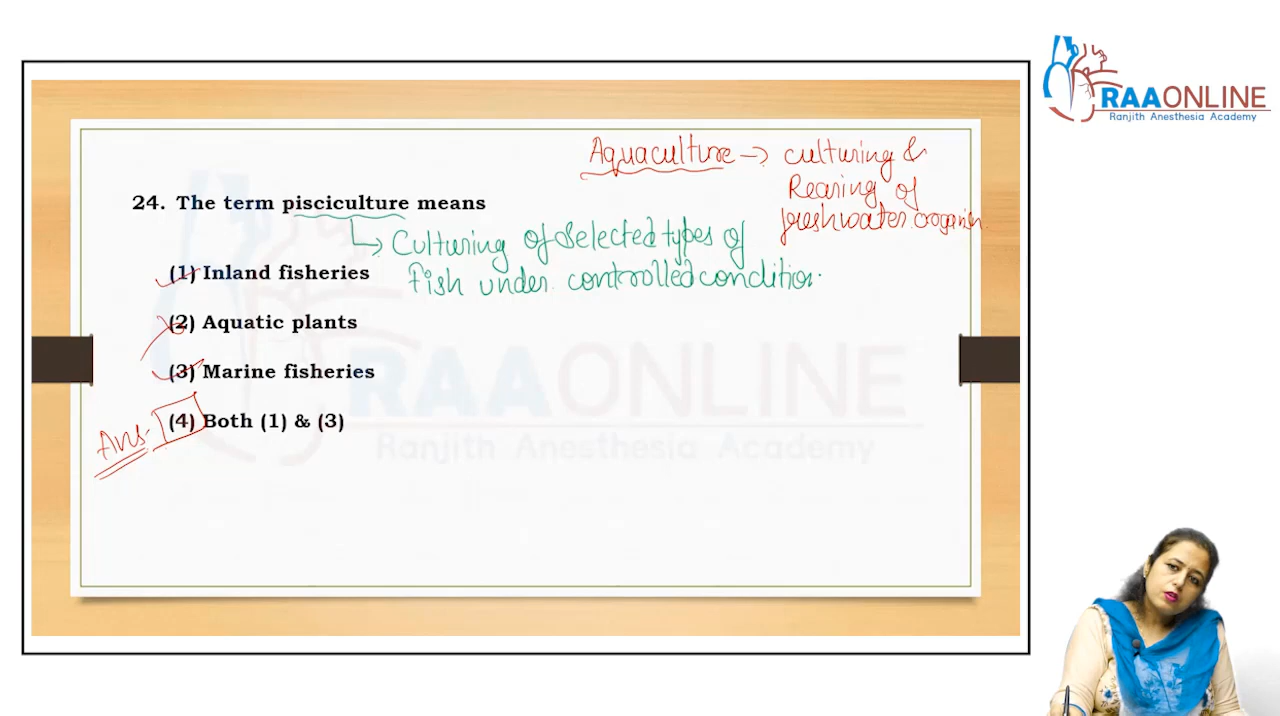 RAAONLINE
Ranjith Anesthesia Academy
Aquaculture → culturing &
Rearing of
freshwater
24. The term pisciculture means
→ Culturing of selected types of
fish under controlled condition.
(1) Inland fisheries
(2) Aquatic plants
(3) Marine fisheries
Ans. (4) Both (1) & (3)
RAAONLINE
Ranjith Anesthesia Academy